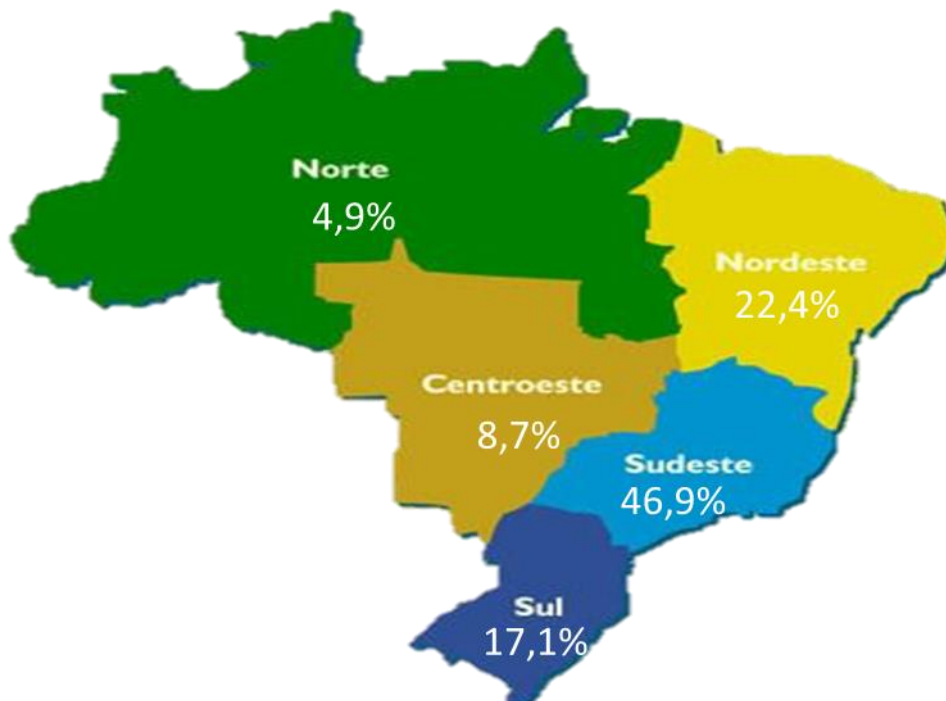 Norte
4,9%
Nordeste
22,4%
Centroeste
8,7%
Sudeste
46,9%
Sul
17,1%